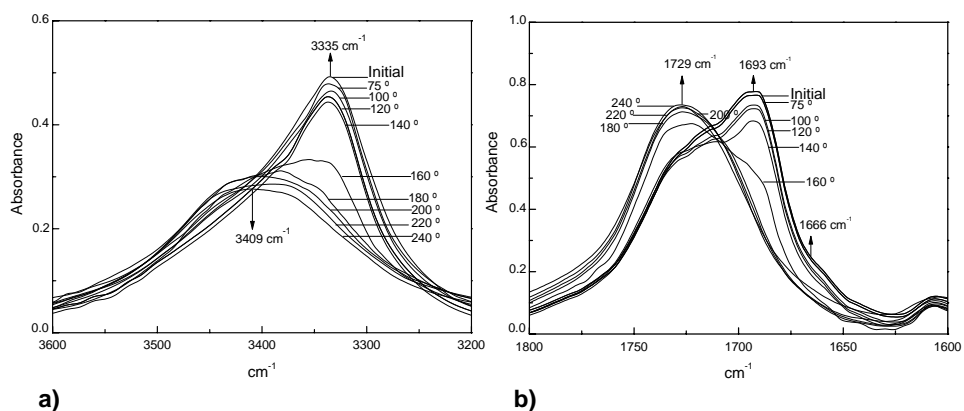 0.6
0.4
0.2
0.0
Absorbance
3600
3500
3400
3300
3200
cm⁻¹
3335 cm⁻¹
Initial
75 º
100 º
120 º
140 º
160 º
180 º
200 º
220 º
240 º
3409 cm⁻¹
a)
1.0
0.8
0.6
0.4
0.2
0.0
Absorbance
1800
1750
1700
1650
1600
cm⁻¹
1729 cm⁻¹
1693 cm⁻¹
240 º
220 º
180 º
200 º
Initial
75 º
100 º
120 º
140 º
160 º
1666 cm⁻¹
b)